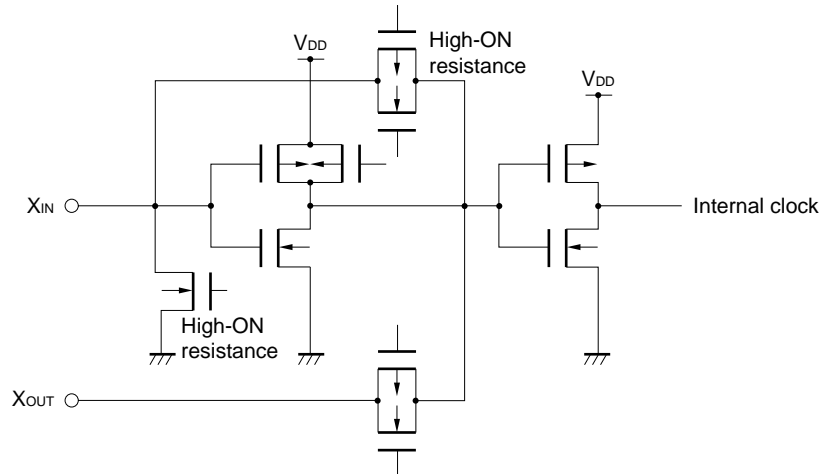 VDD
High-ON
resistance
VDD
XIN
Internal clock
High-ON
resistance
XOUT